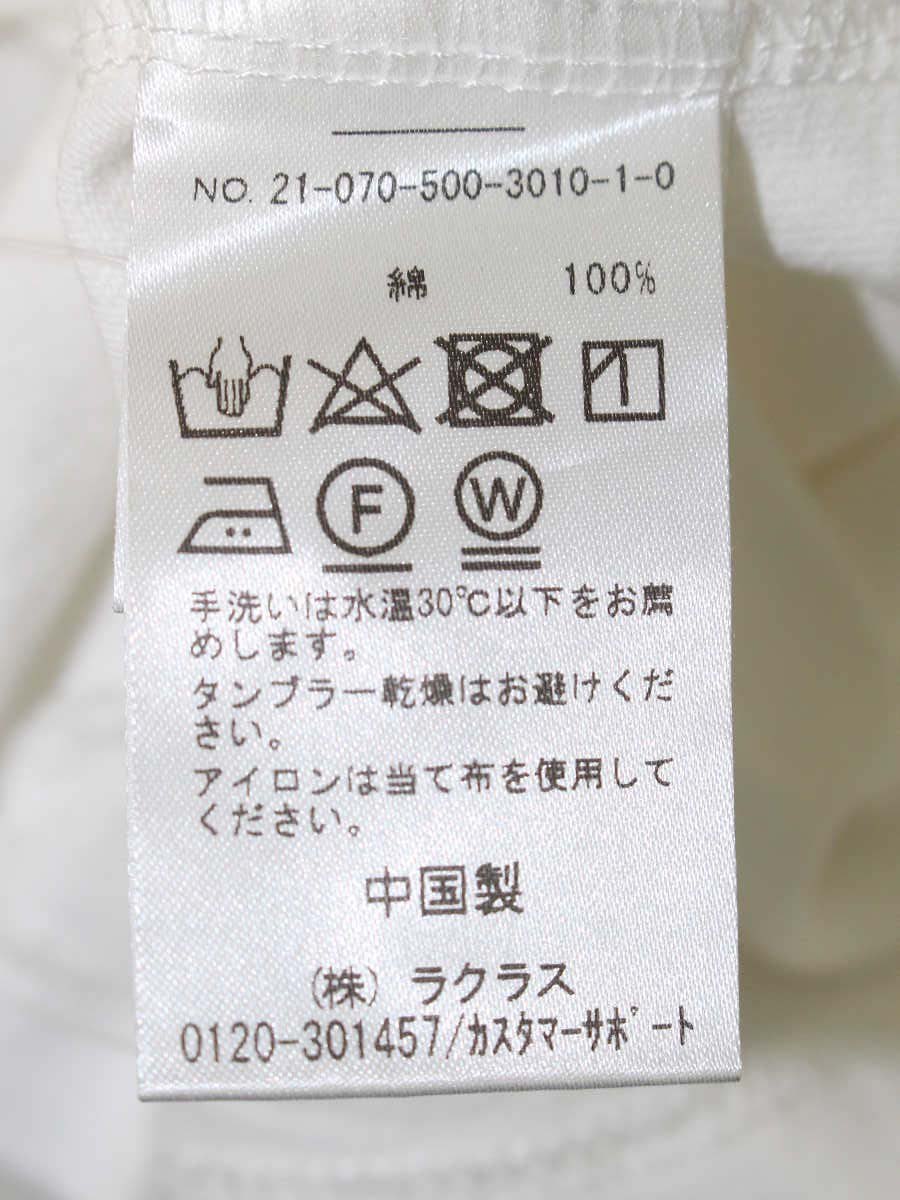 NO. 21-070-500-3010-1-0
綿 100%
F W
手洗いは水温30℃以下をお薦
めします。
タンブラー乾燥はお避けくだ
さい。
アイロンは当て布を使用して
ください。
中国製
(株) ラクラス
0120-301457/ｶｽﾀﾏｰｻﾎﾟｰﾄ